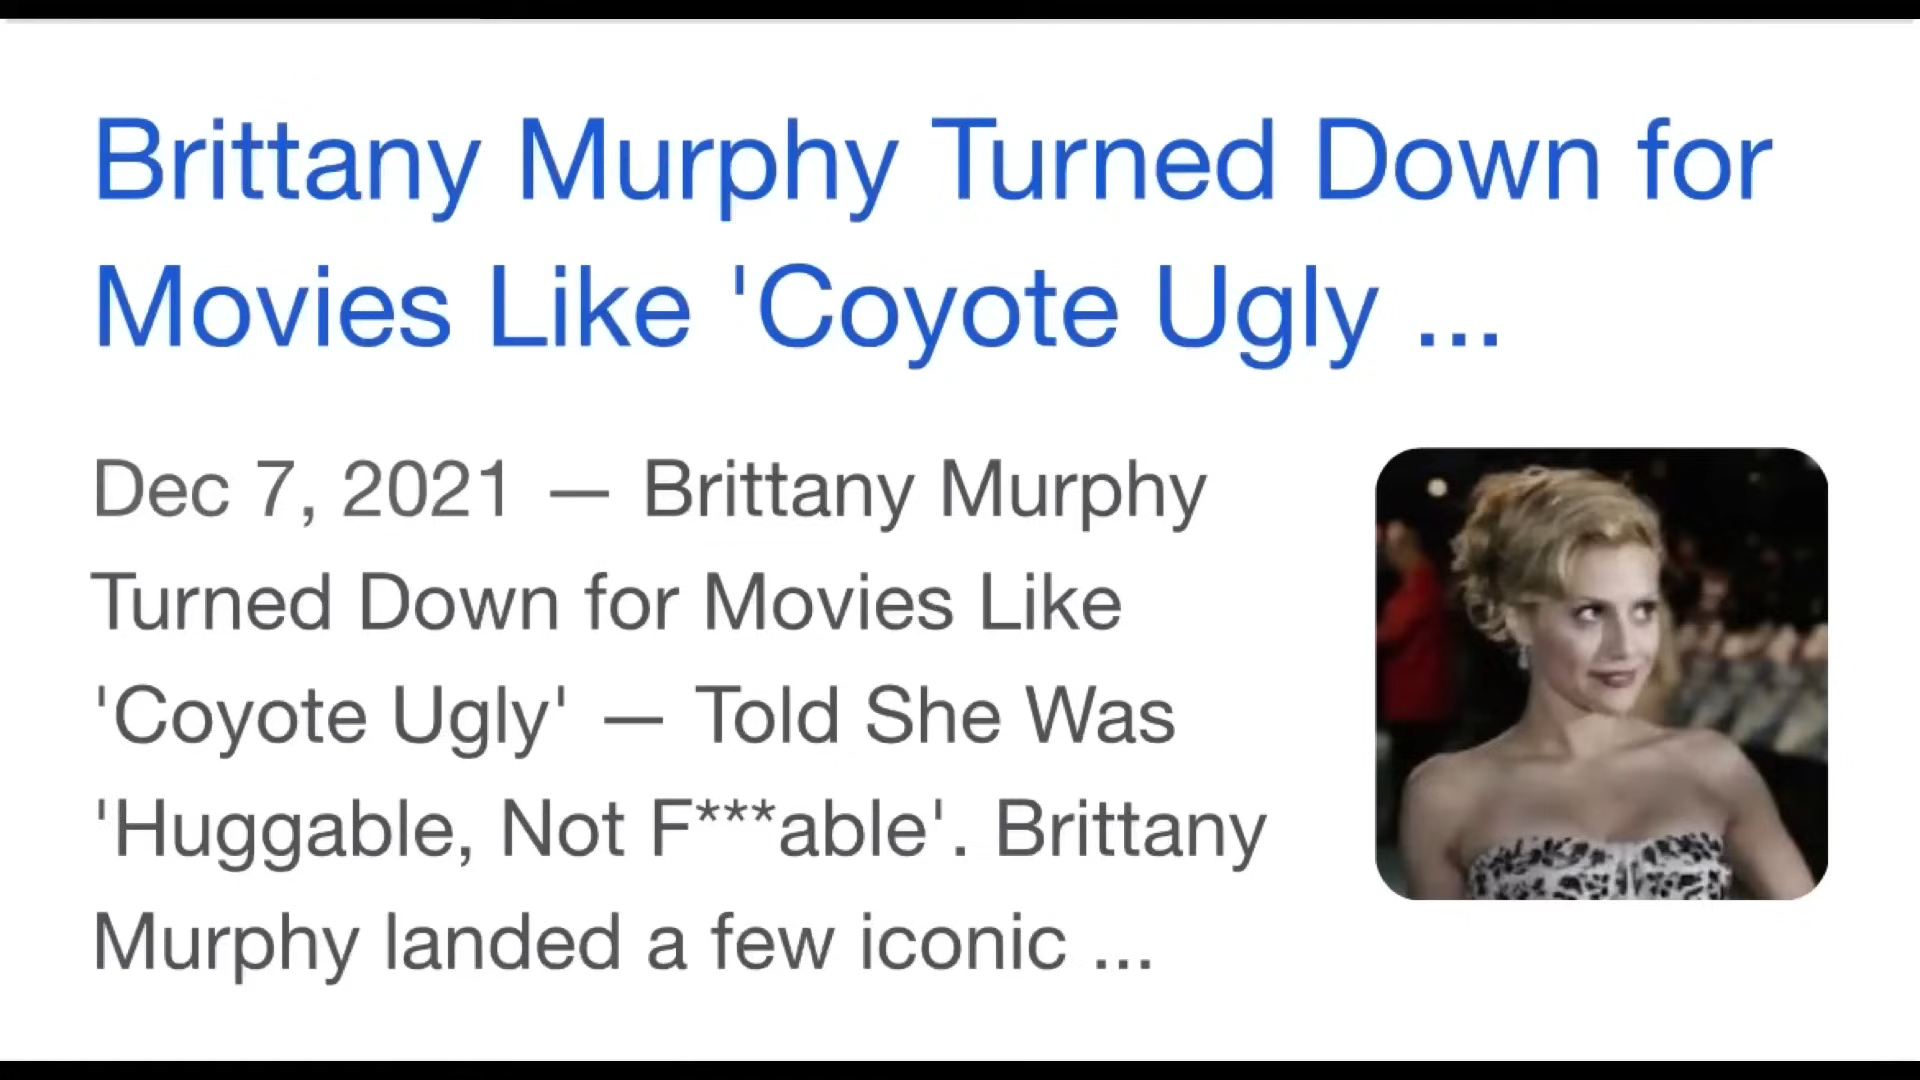 Brittany Murphy Turned Down for
Movies Like 'Coyote Ugly ...
Dec 7, 2021 — Brittany Murphy
Turned Down for Movies Like
'Coyote Ugly' — Told She Was
'Huggable, Not F***able'. Brittany
Murphy landed a few iconic ...